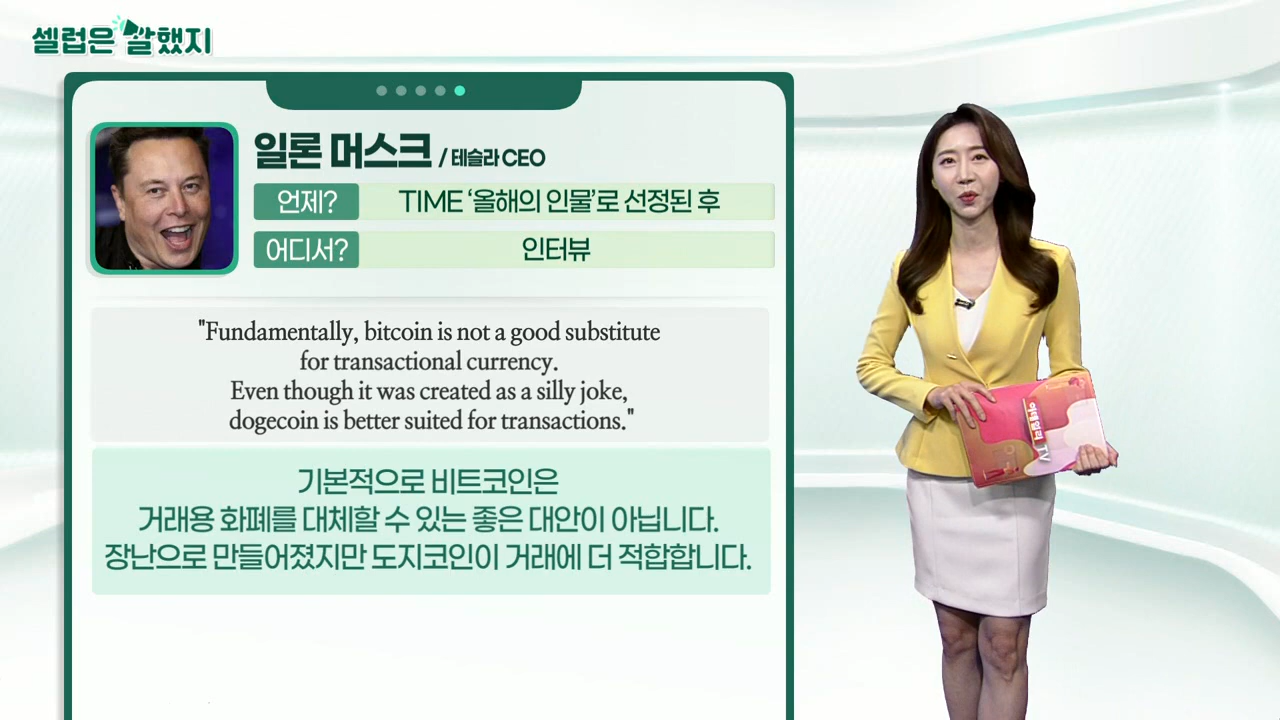 셀럽은 말했지
일론 머스크 / 테슬라 CEO
언제? TIME ‘올해의 인물’로 선정된 후
어디서? 인터뷰
"Fundamentally, bitcoin is not a good substitute
for transactional currency.
Even though it was created as a silly joke,
dogecoin is better suited for transactions."
기본적으로 비트코인은
거래용 화폐를 대체할 수 있는 좋은 대안이 아닙니다.
장난으로 만들어졌지만 도지코인이 거래에 더 적합합니다.
이데일리 TV